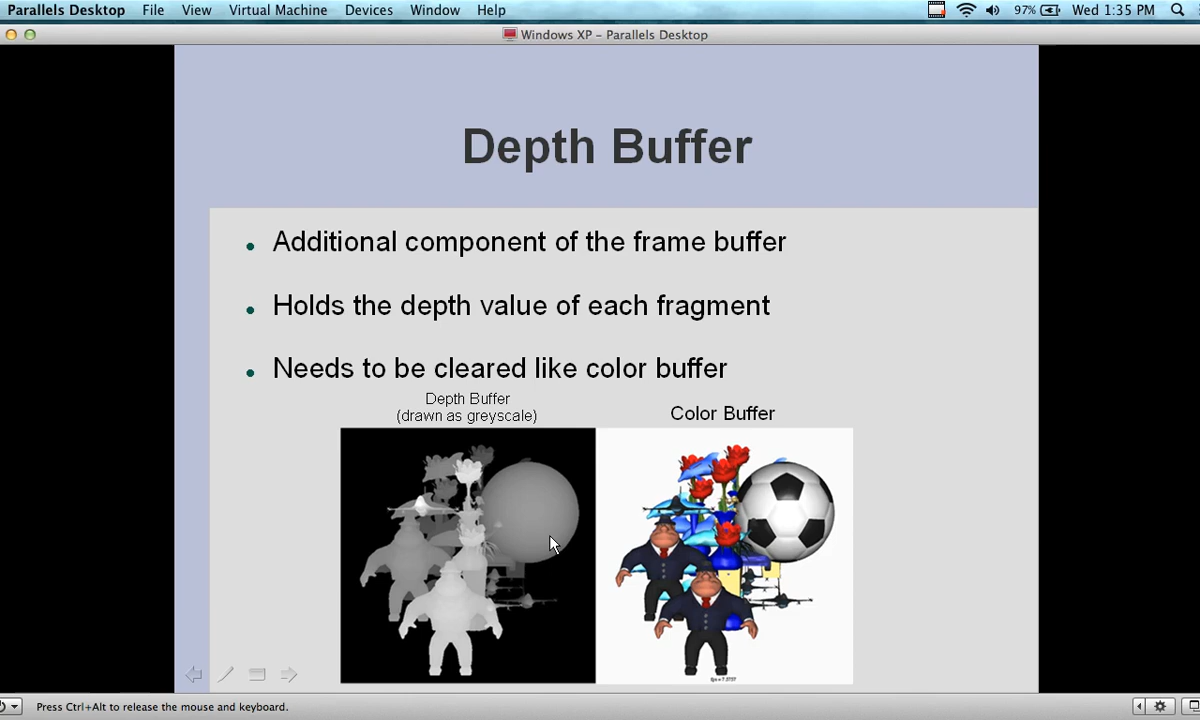 Parallels Desktop File View Virtual Machine Devices Window Help 97% Wed 1:35 PM
Windows XP - Parallels Desktop
Depth Buffer
Additional component of the frame buffer
Holds the depth value of each fragment
Needs to be cleared like color buffer
Depth Buffer
(drawn as greyscale)
Color Buffer
Press Ctrl+Alt to release the mouse and keyboard.